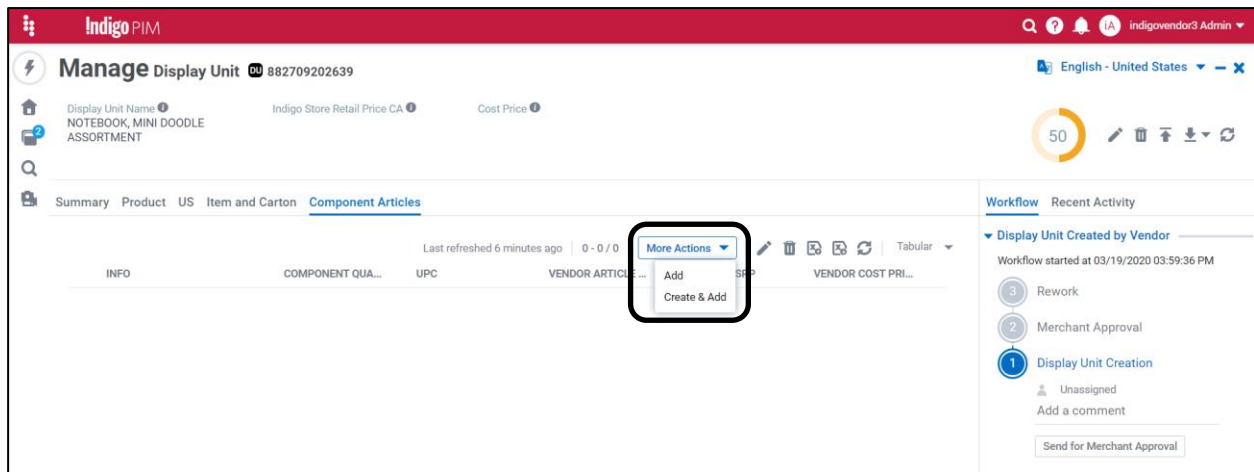 !ndigo PIM
iA indigovendor3 Admin
Manage Display Unit DU 882709202639
English - United States
Display Unit Name
Indigo Store Retail Price CA
Cost Price
NOTEBOOK, MINI DOODLE
ASSORTMENT
50
2
Summary Product US Item and Carton Component Articles
Workflow Recent Activity
Last refreshed 6 minutes ago 0 - 0 / 0 More Actions Tabular
INFO COMPONENT QUA... UPC VENDOR ARTICLE ... VENDOR COST PRI...
Add
Create & Add
Display Unit Created by Vendor
Workflow started at 03/19/2020 03:59:36 PM
3 Rework
2 Merchant Approval
1 Display Unit Creation
Unassigned
Add a comment
Send for Merchant Approval